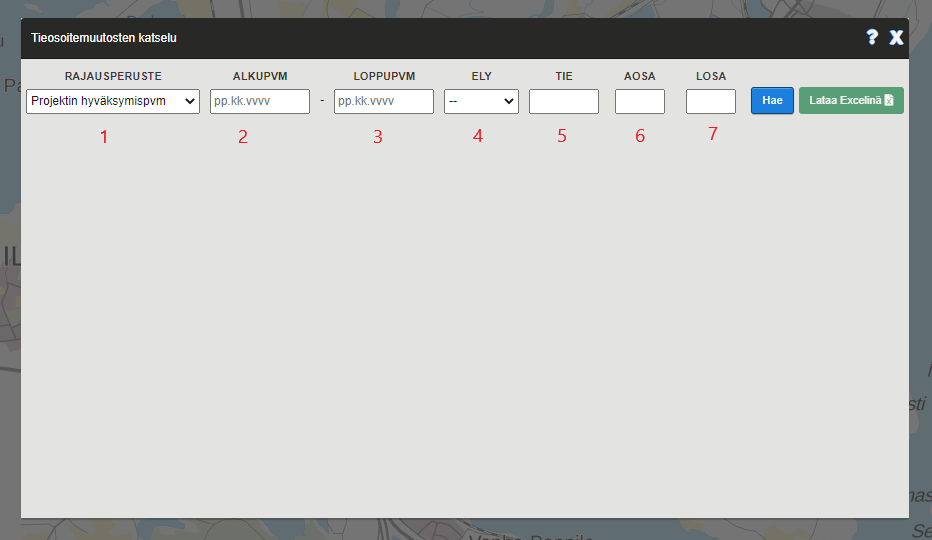 Tieosoitemuutosten katselu ? X
RAJAUSPERUSTE ALKUPVM LOPPUPVM ELY TIE AOSA LOSA
Projektin hyväksymispvm pp.kk.vvvv - pp.kk.vvvv -- Hae Lataa Excelinä
1 2 3 4 5 6 7